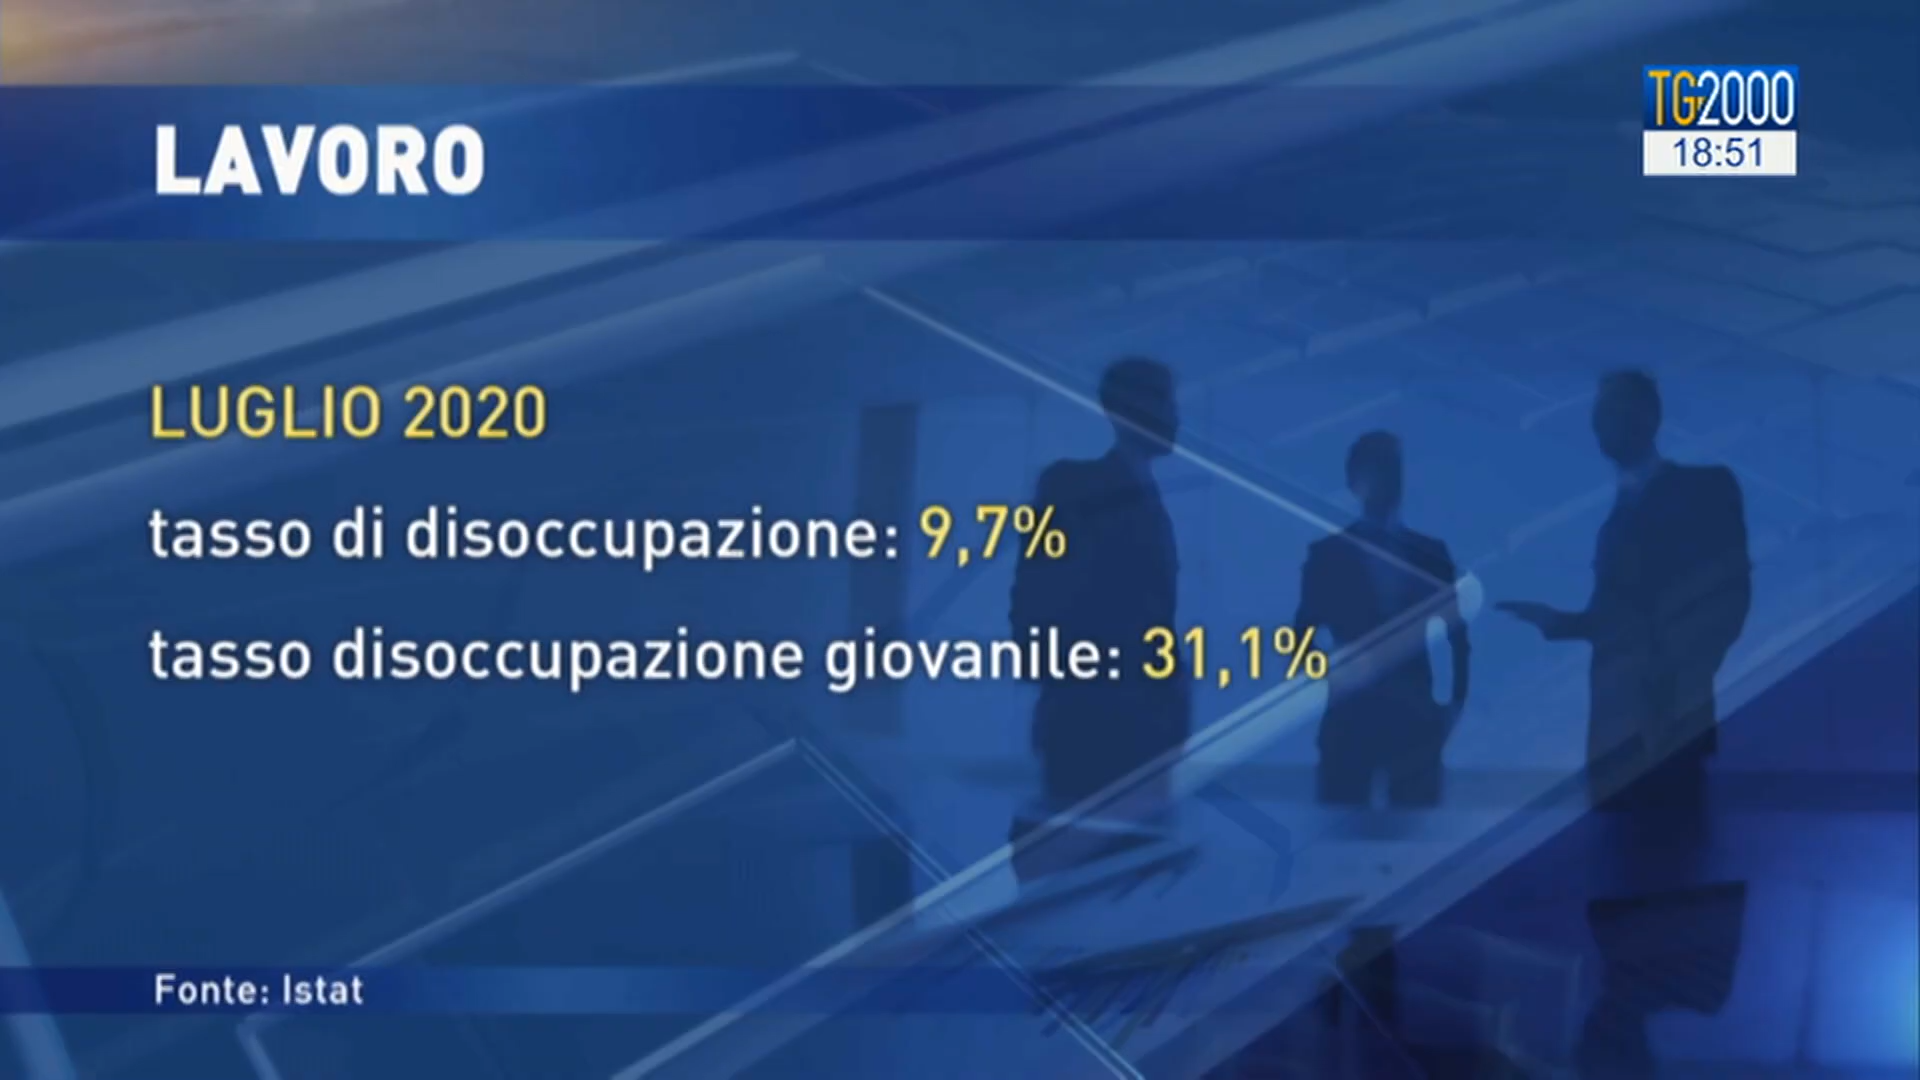 LAVORO
TG2000
18:51
LUGLIO 2020
tasso di disoccupazione: 9,7%
tasso disoccupazione giovanile: 31,1%
Fonte: Istat